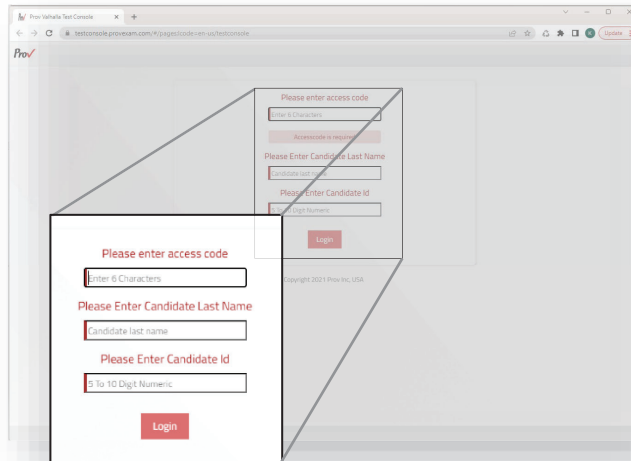 Prov Valhalla Test Console
testconsole.provexam.com/#/pages/code=en-us/testconsole
Update
Prov
Please enter access code
Enter 6 Characters
Accesscode is required
Please Enter Candidate Last Name
Candidate last name
Please Enter Candidate Id
5 To 10 Digit Numeric
Login
Copyright 2021 Prov Inc, USA
Please enter access code
Enter 6 Characters
Please Enter Candidate Last Name
Candidate last name
Please Enter Candidate Id
5 To 10 Digit Numeric
Login